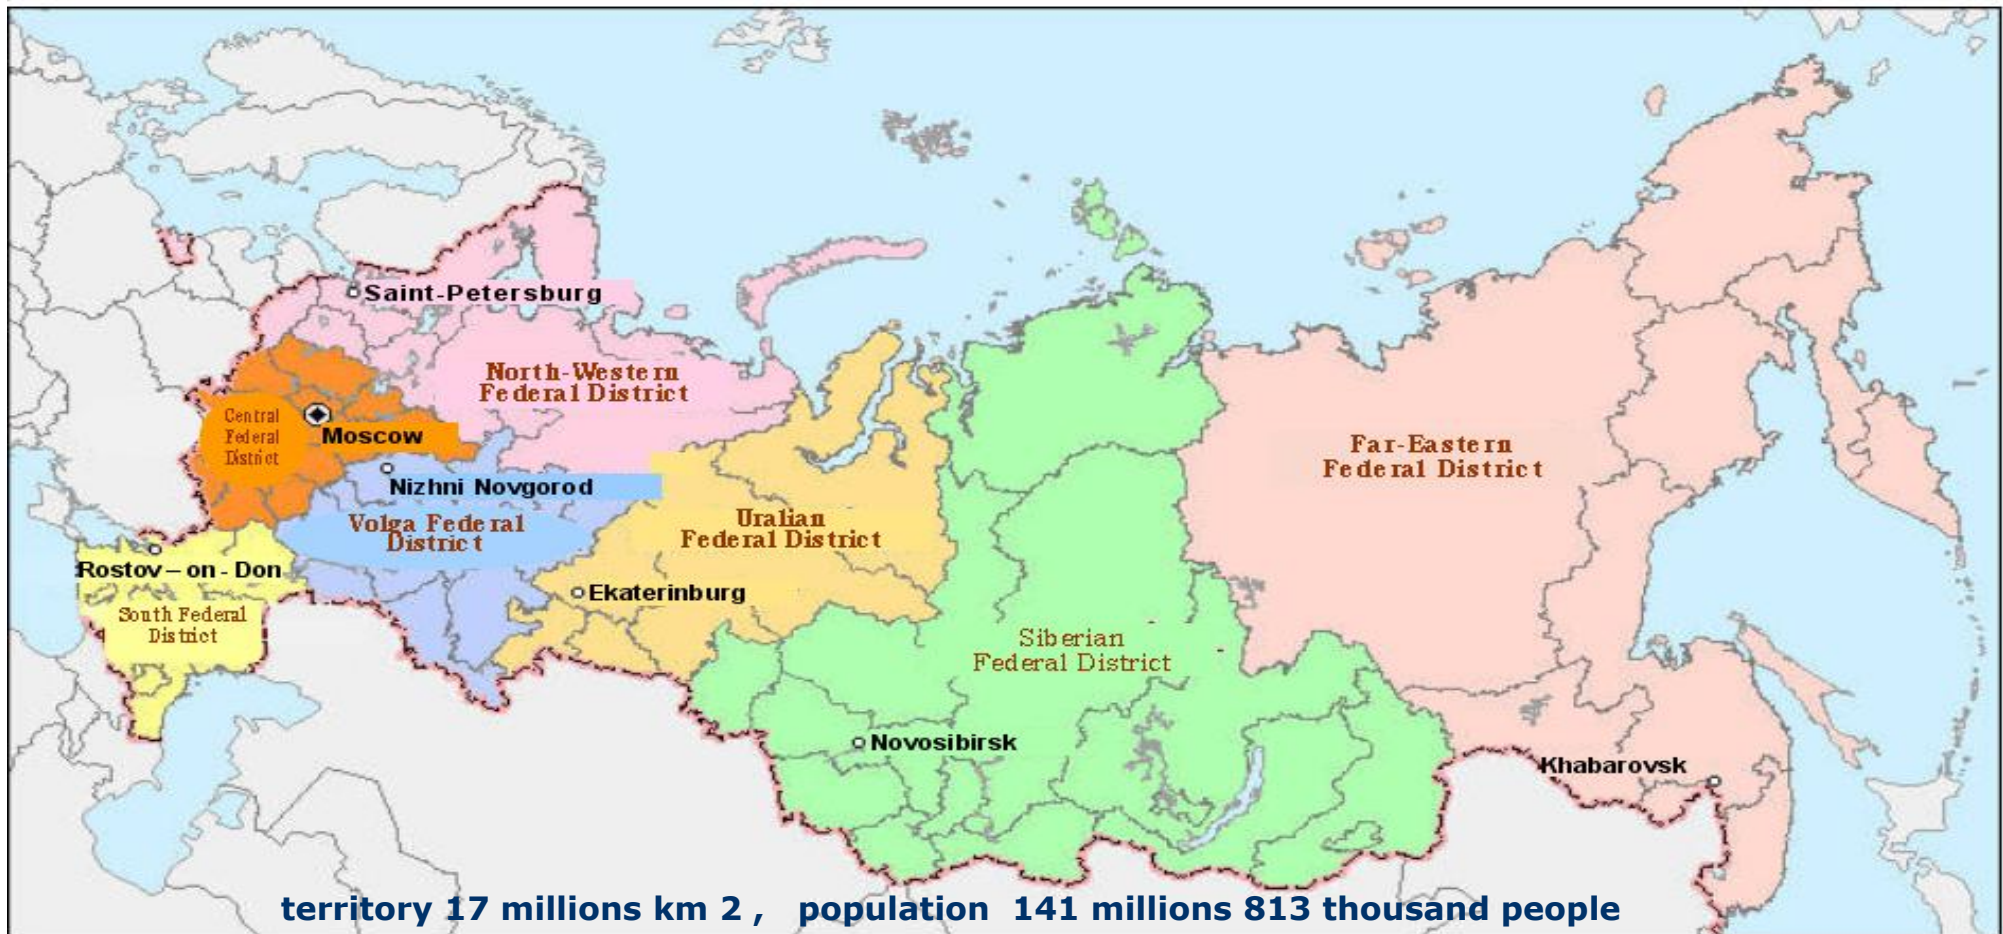 Saint-Petersburg
North-Western
Federal District
Central
Federal
District
Moscow
Nizhni Novgorod
Volga Federal
District
Uralian
Federal District
Far-Eastern
Federal District
Rostov – on - Don
Ekaterinburg
South Federal
District
Siberian
Federal District
Novosibirsk
Khabarovsk
territory 17 millions km 2 , population 141 millions 813 thousand people